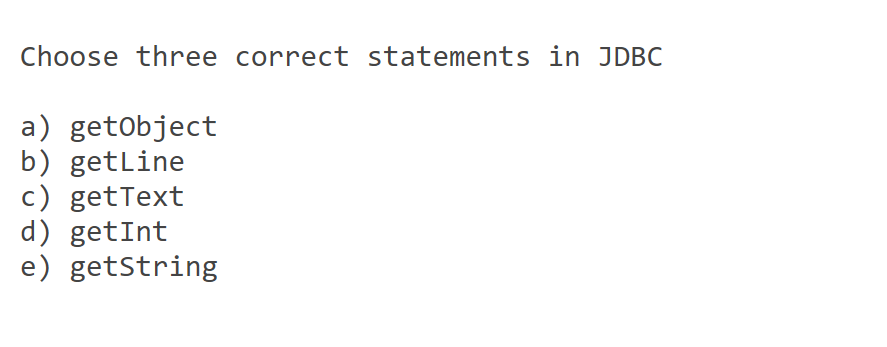 Choose three correct statements in JDBC
a) getObject
b) getLine
c) getText
d) getInt
e) getString